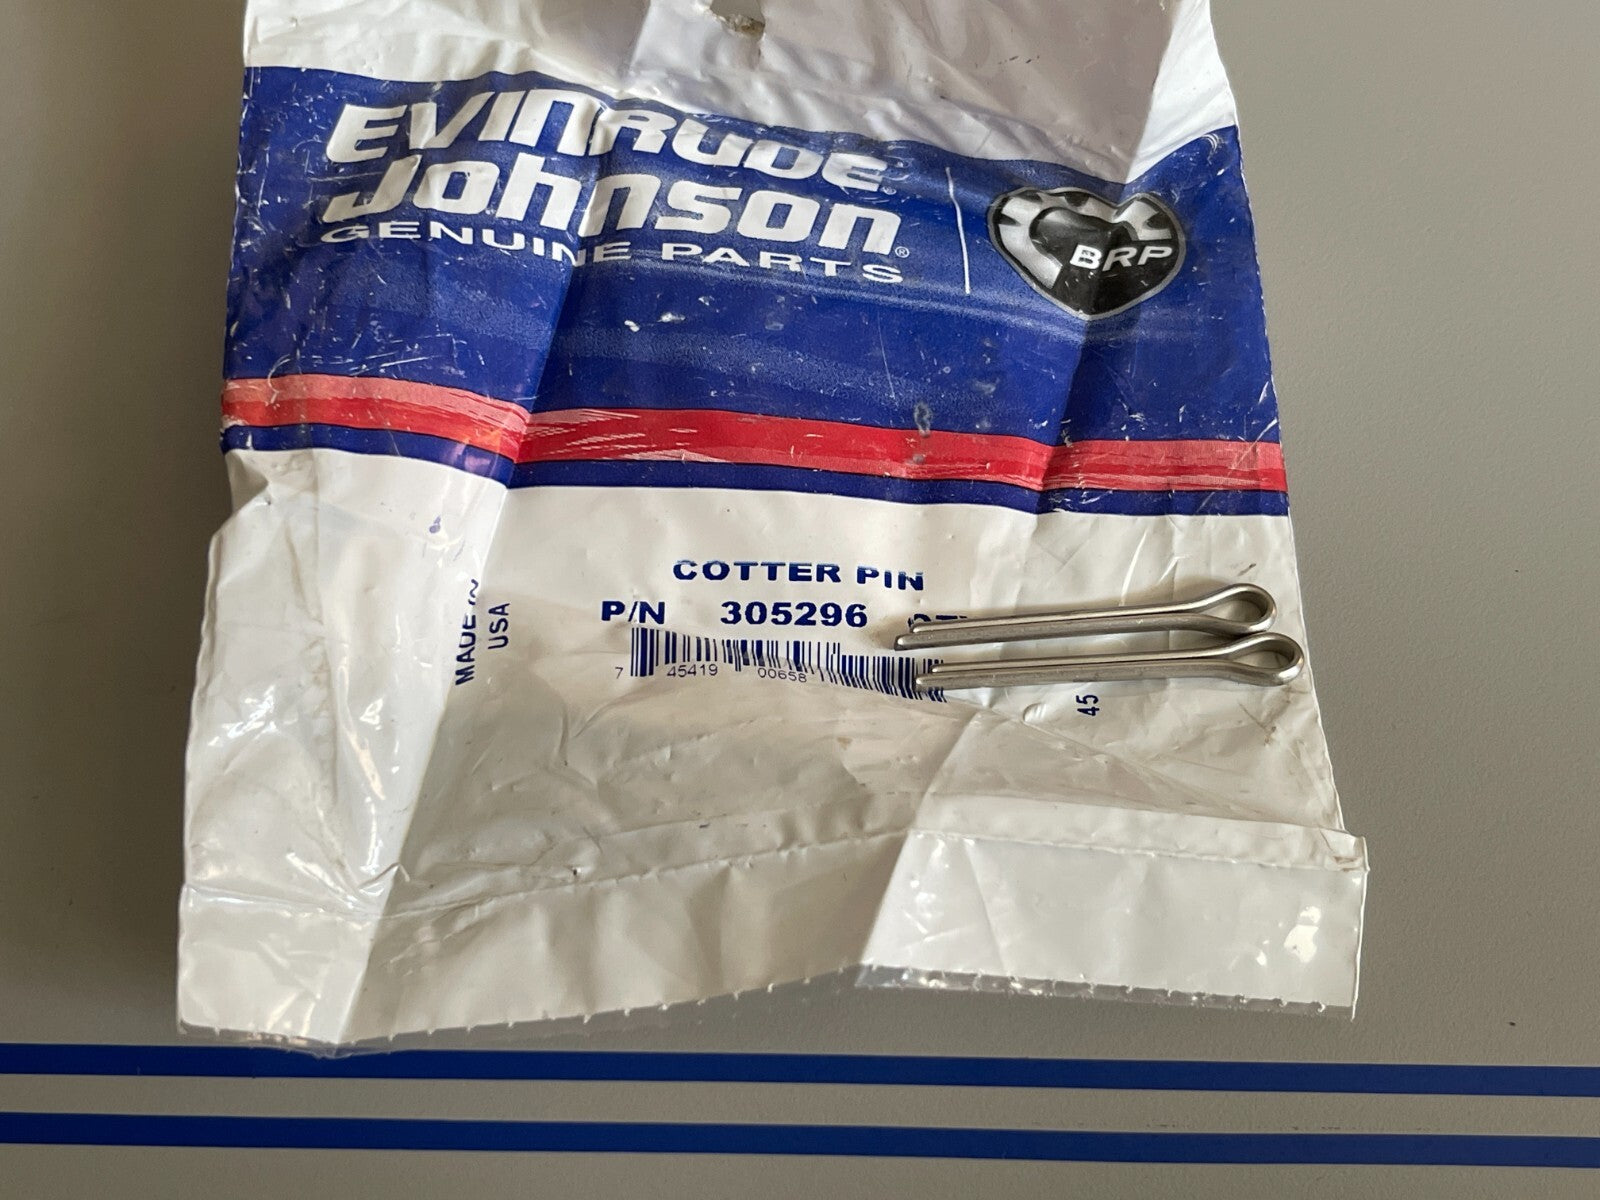 EVINRUDE®
Johnson®
GENUINE PARTS
BRP
COTTER PIN
P/N 305296
7 45419 00658
MADE IN
USA
45